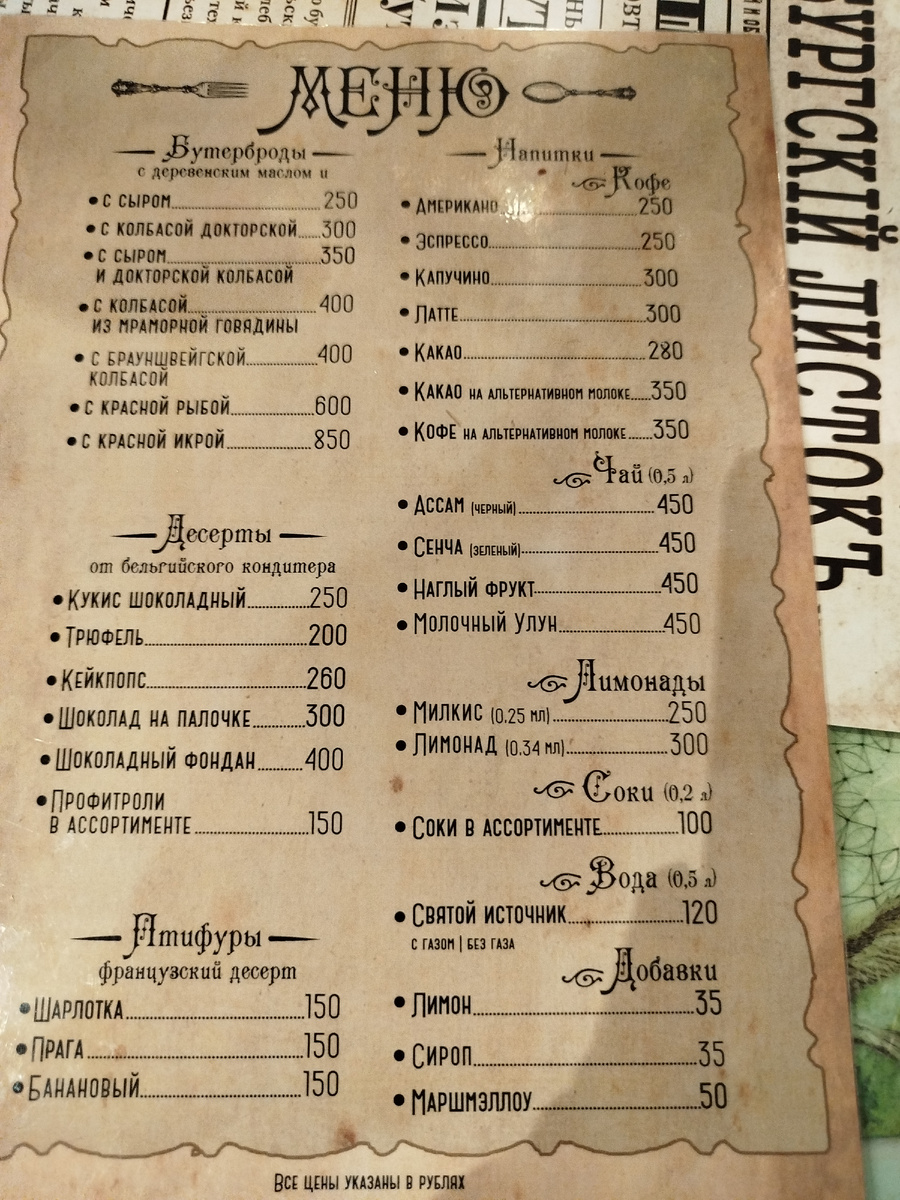 МЕНЮ
Бутерброды
с деревенским маслом и
• С СЫРОМ 250
• С КОЛБАСОЙ ДОКТОРСКОЙ 300
• С СЫРОМ 350
И ДОКТОРСКОЙ КОЛБАСОЙ
• С КОЛБАСОЙ 400
ИЗ МРАМОРНОЙ ГОВЯДИНЫ
• С БРАУНШВЕЙГСКОЙ 400
КОЛБАСОЙ
• С КРАСНОЙ РЫБОЙ 600
• С КРАСНОЙ ИКРОЙ 850
Десерты
от бельгийского кондитера
• КУКИС ШОКОЛАДНЫЙ 250
• ТРЮФЕЛЬ 200
• КЕЙКПОПС 260
• ШОКОЛАД НА ПАЛОЧКЕ 300
• ШОКОЛАДНЫЙ ФОНДАН 400
• ПРОФИТРОЛИ
В АССОРТИМЕНТЕ 150
Птифуры
французский десерт
• ШАРЛОТКА 150
• ПРАГА 150
• БАНАНОВЫЙ 150
Напитки
Кофе
• АМЕРИКАНО 250
• ЭСПРЕССО 250
• КАПУЧИНО 300
• ЛАТТЕ 300
• КАКАО 280
• КАКАО НА АЛЬТЕРНАТИВНОМ МОЛОКЕ 350
• КОФЕ НА АЛЬТЕРНАТИВНОМ МОЛОКЕ 350
Чай (0,5 л)
• АССАМ (ЧЕРНЫЙ) 450
• СЕНЧА (ЗЕЛЕНЫЙ) 450
• НАГЛЫЙ ФРУКТ 450
• МОЛОЧНЫЙ УЛУН 450
Лимонады
• МИЛКИС (0.25 МЛ) 250
• ЛИМОНАД (0.34 МЛ) 300
Соки (0,2 л)
• СОКИ В АССОРТИМЕНТЕ 100
Вода (0,5 л)
• СВЯТОЙ ИСТОЧНИК 120
С ГАЗОМ | БЕЗ ГАЗА
Добавки
• ЛИМОН 35
• СИРОП 35
• МАРШМЭЛЛОУ 50
ВСЕ ЦЕНЫ УКАЗАНЫ В РУБЛЯХ
БУРГСКIЙ ЛИСТОКЪ